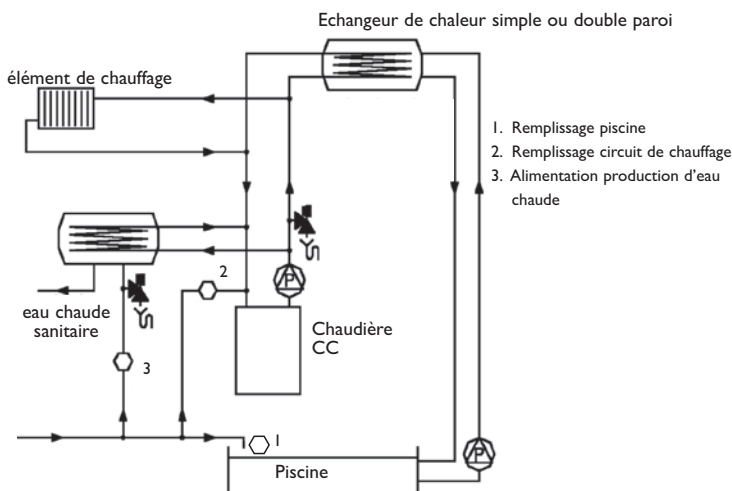 Echangeur de chaleur simple ou double paroi
élément de chauffage
1. Remplissage piscine
2. Remplissage circuit de chauffage
3. Alimentation production d'eau
chaude
2
P
eau chaude
sanitaire
Chaudière
CC
3
1
P
Piscine